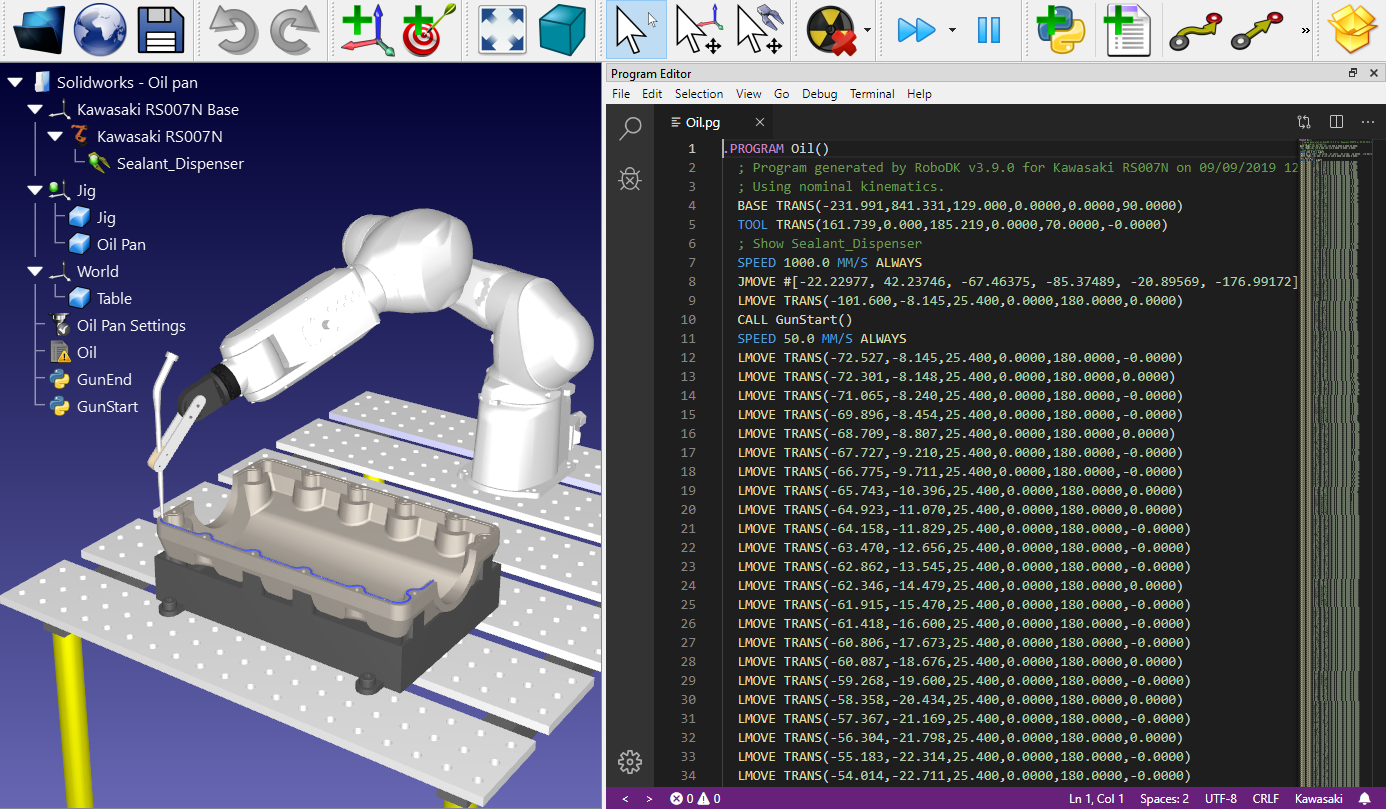 Solidworks - Oil pan
Kawasaki RS007N Base
Kawasaki RS007N
Sealant_Dispenser
Jig
Jig
Oil Pan
World
Table
Oil Pan Settings
Oil
GunEnd
GunStart
»
Program Editor
File Edit Selection View Go Debug Terminal Help
Oil.pg
1 .PROGRAM Oil()
2 ; Program generated by RoboDK v3.9.0 for Kawasaki RS007N on 09/09/2019 12
3 ; Using nominal kinematics.
4 BASE TRANS(-231.991,841.331,129.000,0.0000,0.0000,90.0000)
5 TOOL TRANS(161.739,0.000,185.219,0.0000,70.0000,-0.0000)
6 ; Show Sealant_Dispenser
7 SPEED 1000.0 MM/S ALWAYS
8 JMOVE #[-22.22977, 42.23746, -67.46375, -85.37489, -20.89569, -176.99172]
9 LMOVE TRANS(-101.600,-8.145,25.400,0.0000,180.0000,0.0000)
10 CALL GunStart()
11 SPEED 50.0 MM/S ALWAYS
12 LMOVE TRANS(-72.527,-8.145,25.400,0.0000,180.0000,-0.0000)
13 LMOVE TRANS(-72.301,-8.148,25.400,0.0000,180.0000,0.0000)
14 LMOVE TRANS(-71.065,-8.240,25.400,0.0000,180.0000,-0.0000)
15 LMOVE TRANS(-69.896,-8.454,25.400,0.0000,180.0000,-0.0000)
16 LMOVE TRANS(-68.709,-8.807,25.400,0.0000,180.0000,0.0000)
17 LMOVE TRANS(-67.727,-9.210,25.400,0.0000,180.0000,-0.0000)
18 LMOVE TRANS(-66.775,-9.711,25.400,0.0000,180.0000,-0.0000)
19 LMOVE TRANS(-65.743,-10.396,25.400,0.0000,180.0000,0.0000)
20 LMOVE TRANS(-64.923,-11.070,25.400,0.0000,180.0000,0.0000)
21 LMOVE TRANS(-64.158,-11.829,25.400,0.0000,180.0000,-0.0000)
22 LMOVE TRANS(-63.470,-12.656,25.400,0.0000,180.0000,-0.0000)
23 LMOVE TRANS(-62.862,-13.545,25.400,0.0000,180.0000,-0.0000)
24 LMOVE TRANS(-62.346,-14.479,25.400,0.0000,180.0000,0.0000)
25 LMOVE TRANS(-61.915,-15.470,25.400,0.0000,180.0000,-0.0000)
26 LMOVE TRANS(-61.418,-16.600,25.400,0.0000,180.0000,-0.0000)
27 LMOVE TRANS(-60.806,-17.673,25.400,0.0000,180.0000,-0.0000)
28 LMOVE TRANS(-60.087,-18.676,25.400,0.0000,180.0000,0.0000)
29 LMOVE TRANS(-59.268,-19.600,25.400,0.0000,180.0000,-0.0000)
30 LMOVE TRANS(-58.358,-20.434,25.400,0.0000,180.0000,0.0000)
31 LMOVE TRANS(-57.367,-21.169,25.400,0.0000,180.0000,-0.0000)
32 LMOVE TRANS(-56.304,-21.798,25.400,0.0000,180.0000,0.0000)
33 LMOVE TRANS(-55.183,-22.314,25.400,0.0000,180.0000,-0.0000)
34 LMOVE TRANS(-54.014,-22.711,25.400,0.0000,180.0000,-0.0000)
< > 0 0 Ln 1, Col 1 Spaces: 2 UTF-8 CRLF Kawasaki